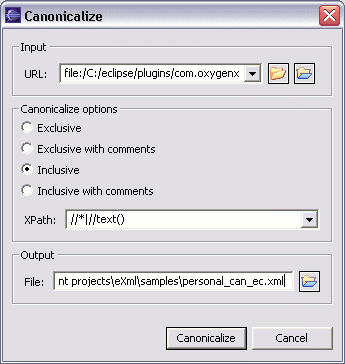 Canonicalize
Input
URL: file:/C:/eclipse/plugins/com.oxygenx
Canonicalize options
Exclusive
Exclusive with comments
Inclusive
Inclusive with comments
XPath: //*|//text()
Output
File: nt projects\eXml\samples\personal_can_ec.xml
Canonicalize Cancel